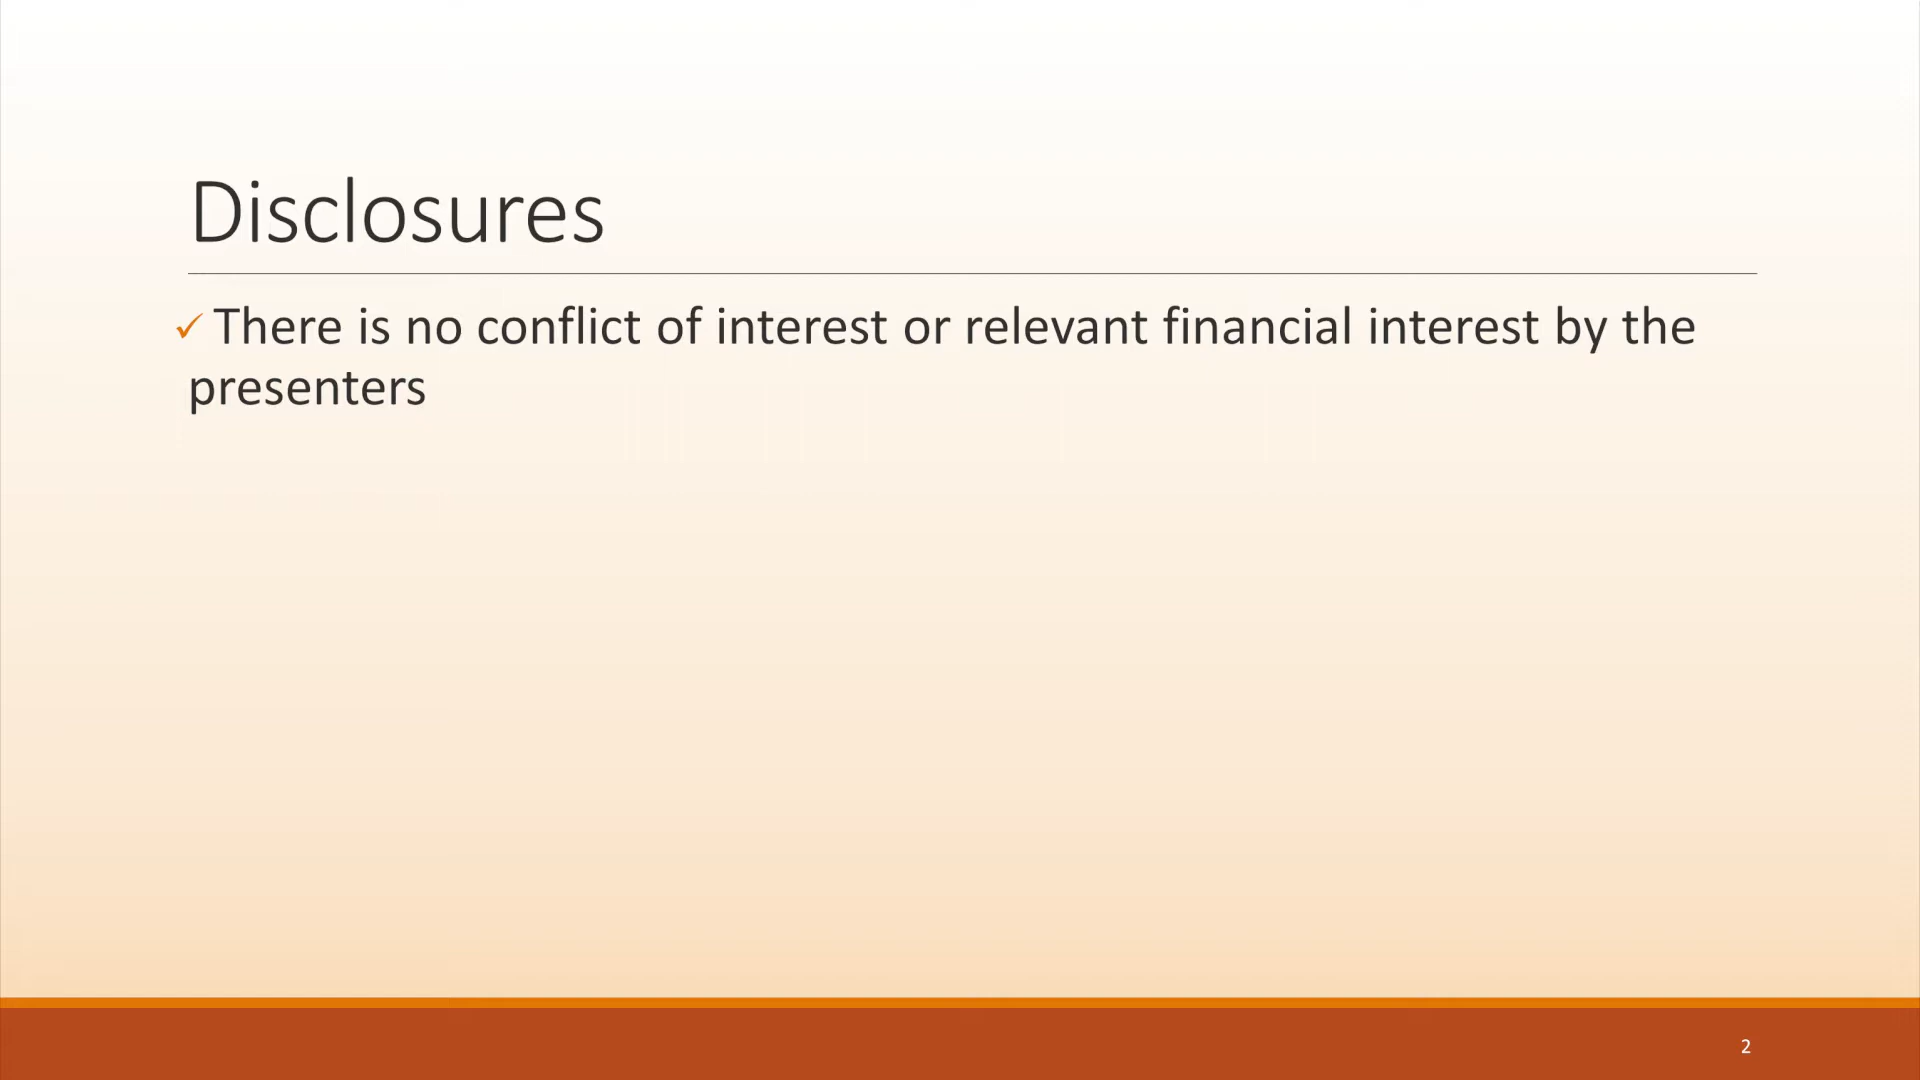 Disclosures
✓ There is no conflict of interest or relevant financial interest by the
presenters
2